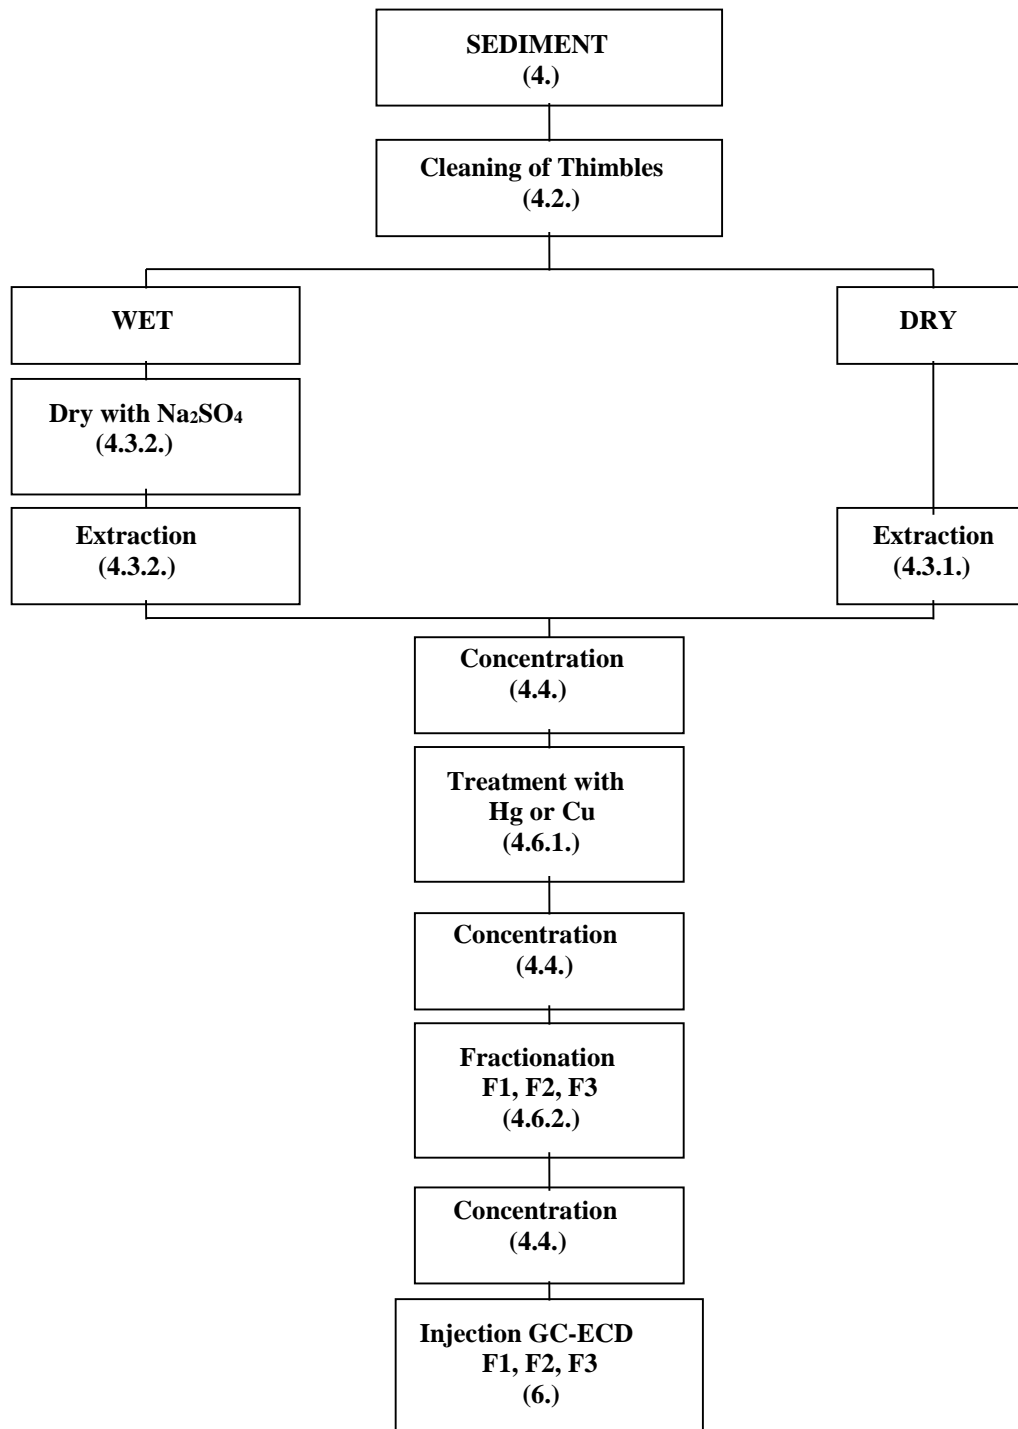 SEDIMENT
(4.)
Cleaning of Thimbles
(4.2.)
WET
DRY
Dry with Na₂SO₄
(4.3.2.)
Extraction
(4.3.2.)
Extraction
(4.3.1.)
Concentration
(4.4.)
Treatment with
Hg or Cu
(4.6.1.)
Concentration
(4.4.)
Fractionation
F1, F2, F3
(4.6.2.)
Concentration
(4.4.)
Injection GC-ECD
F1, F2, F3
(6.)